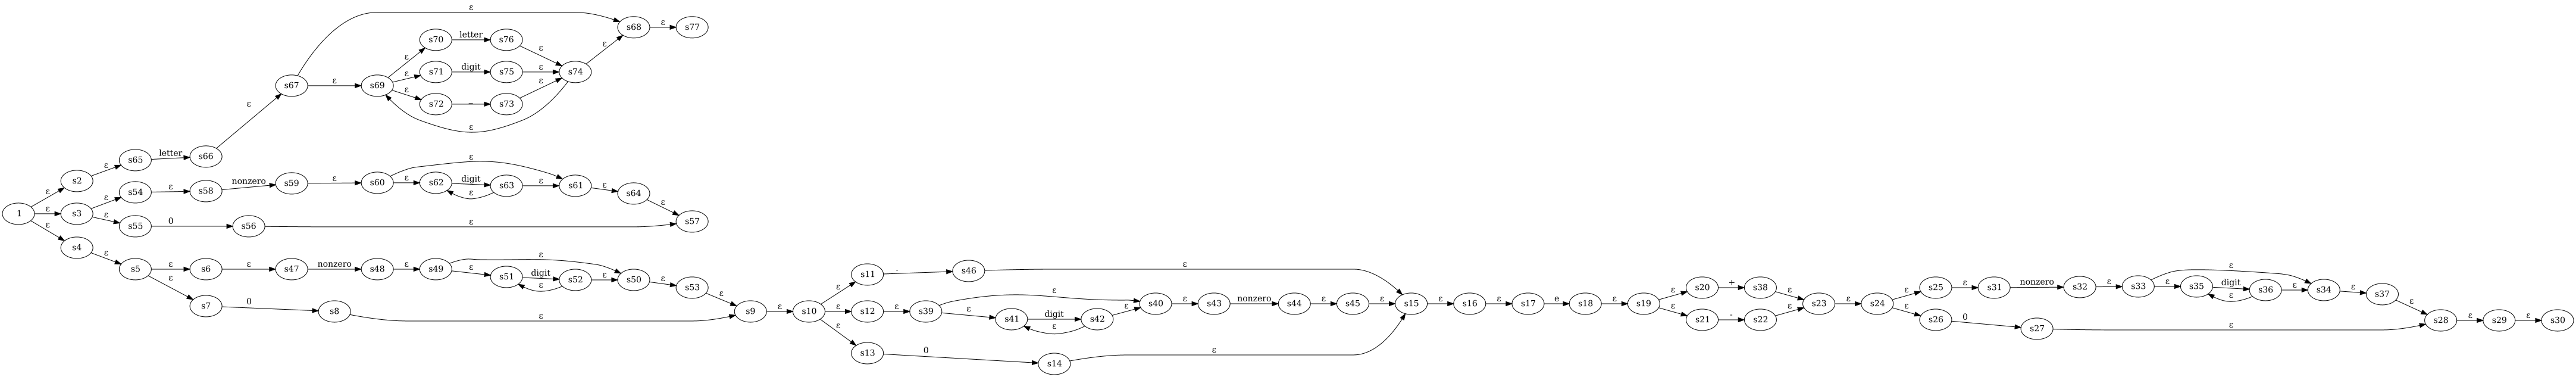 ε
s68 ε s77
s70 letter s76
ε ε ε
s71 digit s75 ε s74
s67 ε s69 ε ε
ε ε
s72 _ s73
ε
s65 letter s66
s2 ε
ε
ε
s54 ε s58 nonzero s59 ε s60 ε s62 digit s63 ε s61 ε s64
ε ε
1 ε s3 ε
ε s55 0 s56 ε s57
s4 ε
s5 ε s6 ε s47 nonzero s48 ε s49 ε s51 digit s52 ε s50 ε s53
ε ε ε
ε s7 0 s8 ε s9 ε s10
ε s11 . s46 ε
ε s12 ε s39 ε s40 ε s43 nonzero s44 ε s45 ε s15 ε s16 ε s17 e s18 ε s19
ε s41 digit s42 ε
ε
ε s13 0 s14 ε
ε s20 + s38 ε
s23 ε s24
ε s21 - s22 ε
ε
ε s25 ε s31 nonzero s32 ε s33 ε s35 digit s36 ε s34 ε s37
ε ε
ε s26 0 s27 ε s28 ε s29 ε s30